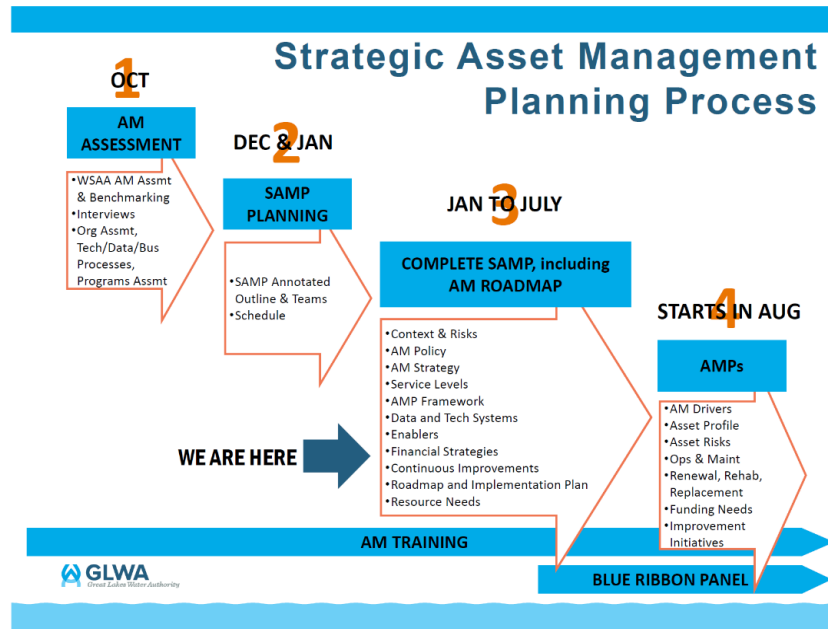 Strategic Asset Management
Planning Process
1
OCT
AM
ASSESSMENT
•WSAA AM Assmt
& Benchmarking
•Interviews
•Org Assmt,
Tech/Data/Bus
Processes,
Programs Assmt
2
DEC & JAN
SAMP
PLANNING
•SAMP Annotated
Outline & Teams
•Schedule
3
JAN TO JULY
COMPLETE SAMP, including
AM ROADMAP
•Context & Risks
•AM Policy
•AM Strategy
•Service Levels
•AMP Framework
•Data and Tech Systems
•Enablers
•Financial Strategies
•Continuous Improvements
•Roadmap and Implementation Plan
•Resource Needs
WE ARE HERE
4
STARTS IN AUG
AMPs
•AM Drivers
•Asset Profile
•Asset Risks
•Ops & Maint
•Renewal, Rehab,
Replacement
•Funding Needs
•Improvement
Initiatives
AM TRAINING
BLUE RIBBON PANEL
GLWA
Great Lakes Water Authority